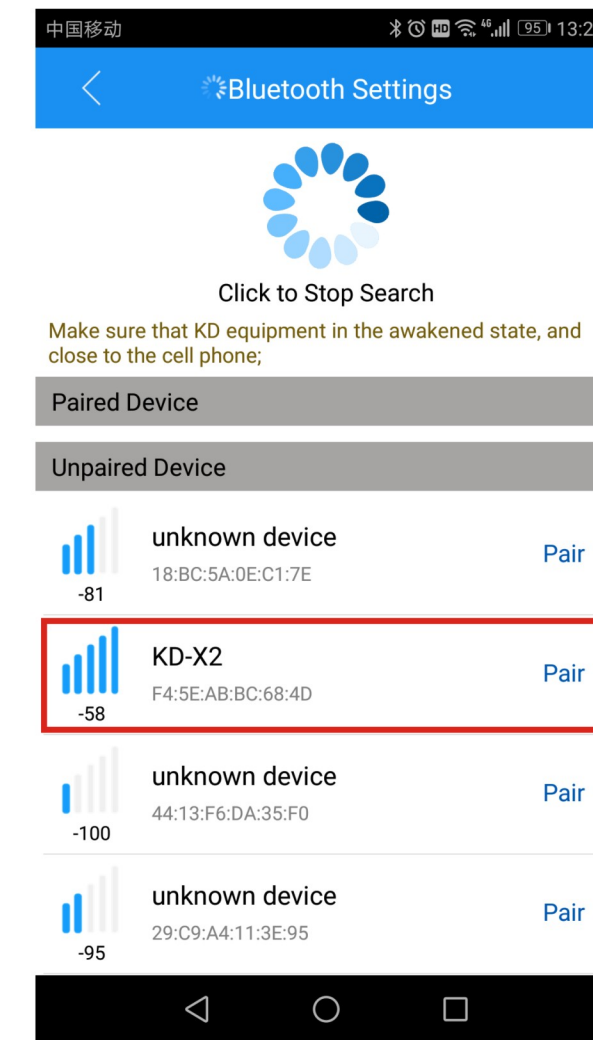 中国移动 HD 4G 95 13:2
Bluetooth Settings
Click to Stop Search
Make sure that KD equipment in the awakened state, and
close to the cell phone;
Paired Device
Unpaired Device
unknown device
18:BC:5A:0E:C1:7E
Pair
-81
KD-X2
F4:5E:AB:BC:68:4D
Pair
-58
unknown device
44:13:F6:DA:35:F0
Pair
-100
unknown device
29:C9:A4:11:3E:95
Pair
-95